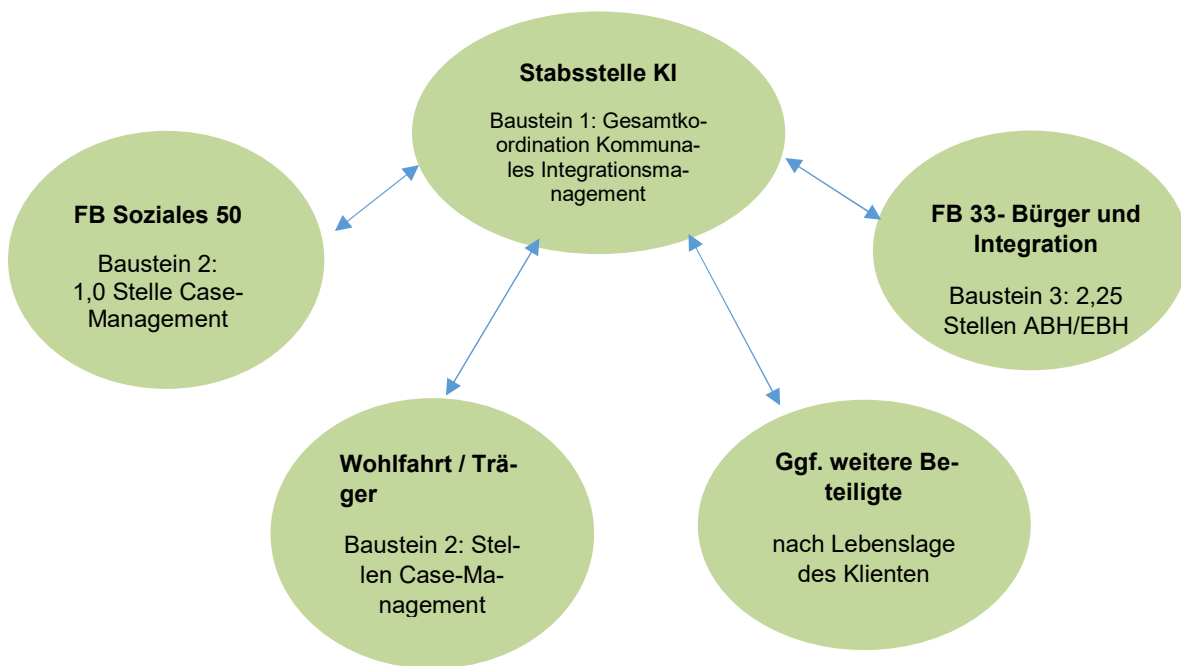 Stabsstelle KI
Baustein 1: Gesamtko-
ordination Kommuna-
les Integrationsma-
nagement
FB Soziales 50
Baustein 2:
1,0 Stelle Case-
Management
FB 33- Bürger und
Integration
Baustein 3: 2,25
Stellen ABH/EBH
Wohlfahrt / Trä-
ger
Baustein 2: Stel-
len Case-Ma-
nagement
Ggf. weitere Be-
teiligte
nach Lebenslage
des Klienten